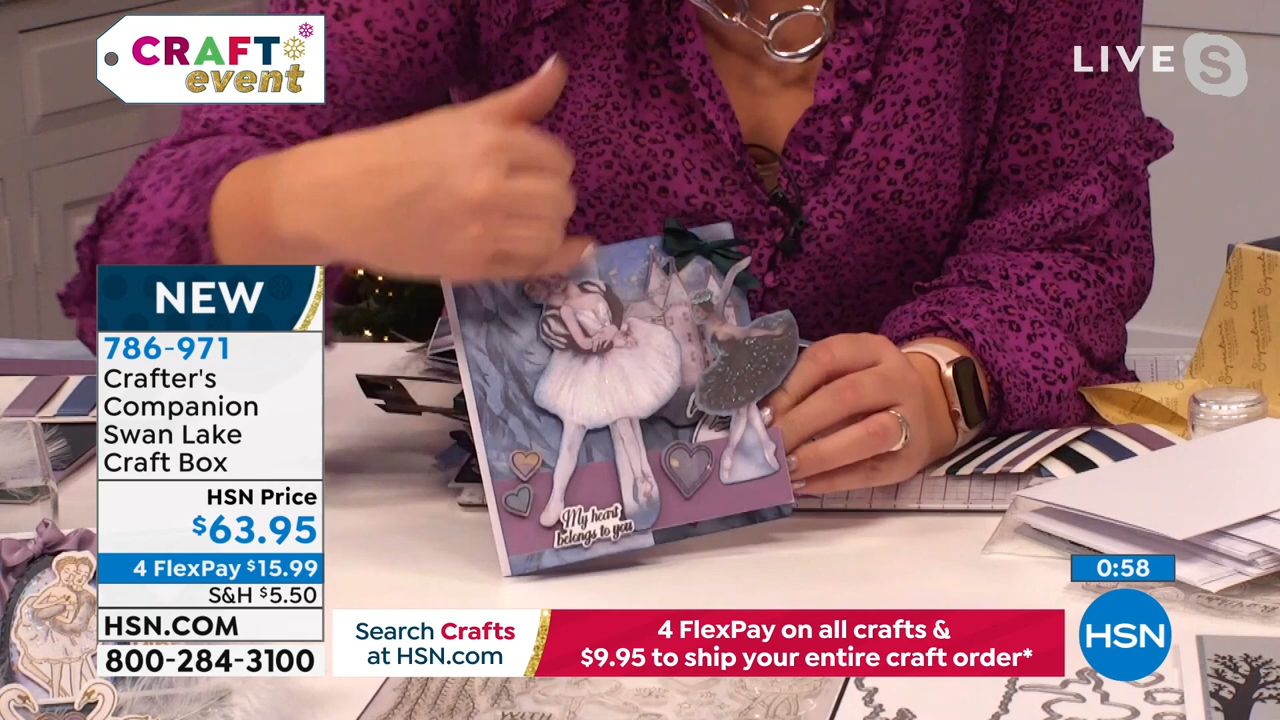 CRAFT
event
LIVE S
NEW
786-971
Crafter's
Companion
Swan Lake
Craft Box
HSN Price
$63.95
4 FlexPay $15.99
S&H $5.50
HSN.COM
800-284-3100
My heart
belongs to you
Search Crafts
at HSN.com
4 FlexPay on all crafts &
$9.95 to ship your entire craft order*
0:58
HSN
WITH